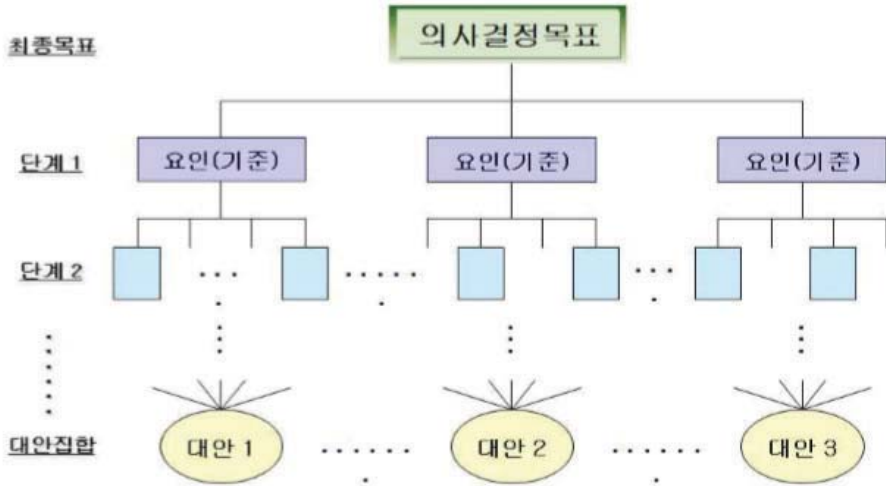 최종목표
의사결정목표
단계 1
요인(기준)
요인(기준)
요인(기준)
단계 2
대안집합
대안 1
대안 2
대안 3